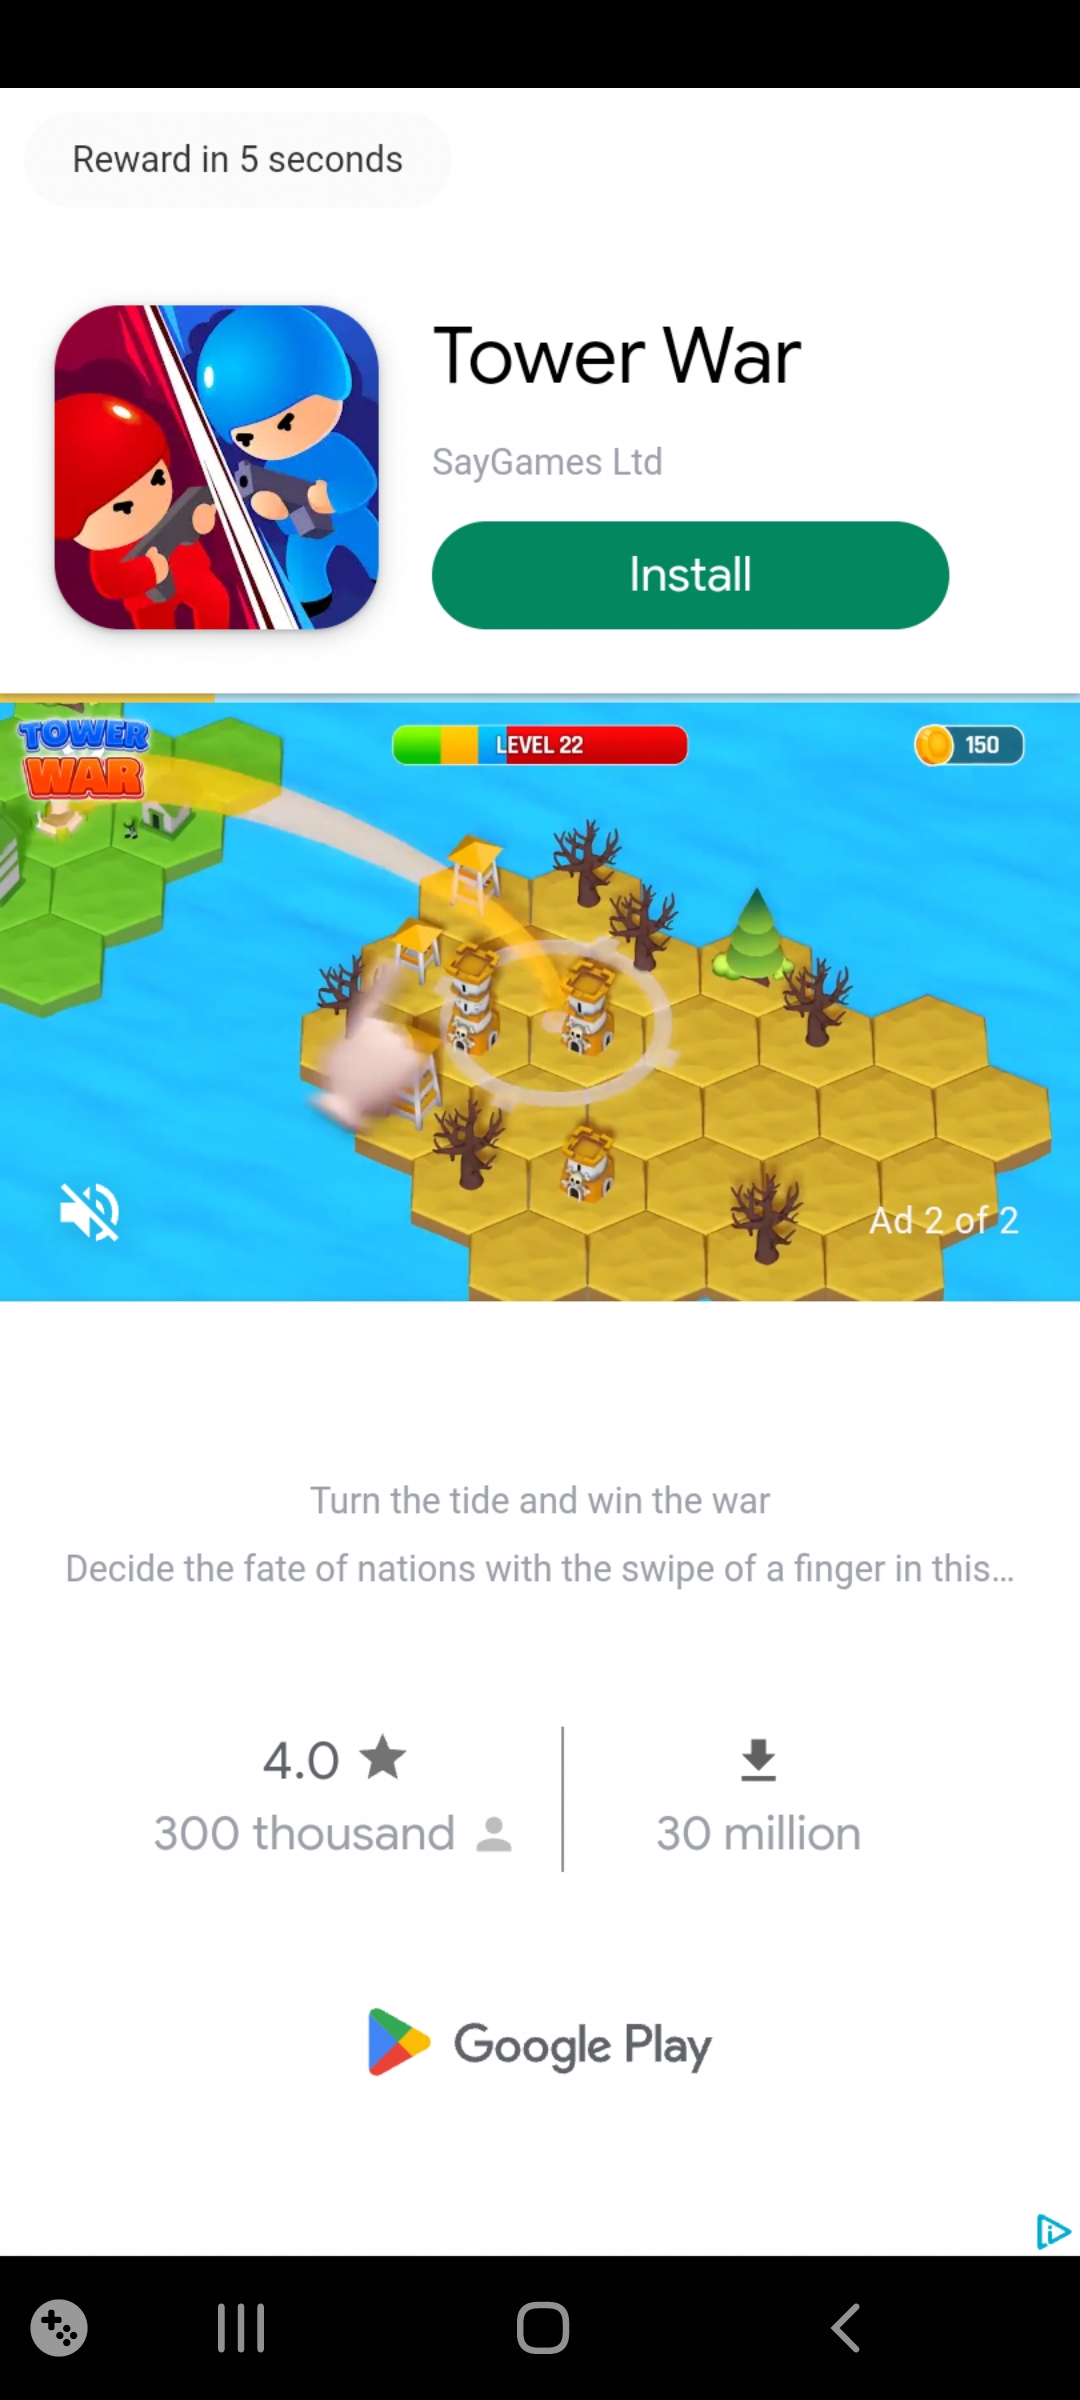 Reward in 5 seconds
Tower War
SayGames Ltd
Install
TOWER
WAR
LEVEL 22
150
Ad 2 of 2
Turn the tide and win the war
Decide the fate of nations with the swipe of a finger in this...
4.0
300 thousand
30 million
Google Play